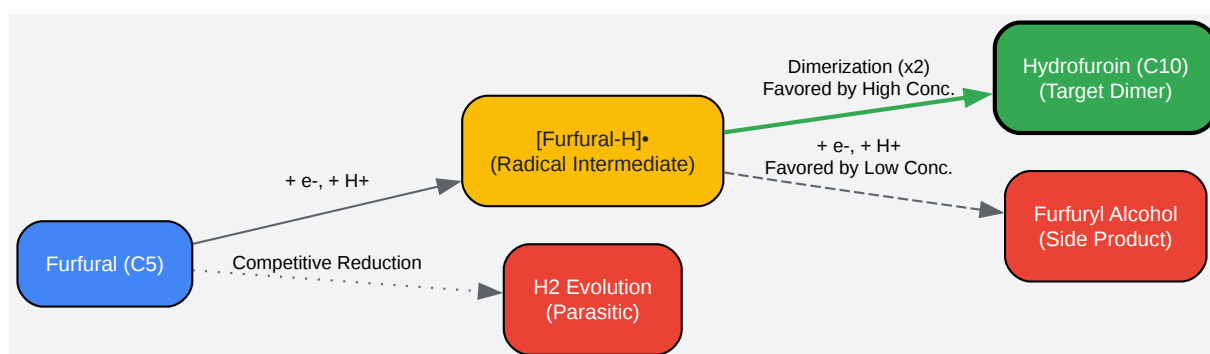 Furfural (C5)
+ e-, + H+
Competitive Reduction
[Furfural-H]•
(Radical Intermediate)
H2 Evolution
(Parasitic)
Dimerization (x2)
Favored by High Conc.
+ e-, + H+
Favored by Low Conc.
Hydrofuroin (C10)
(Target Dimer)
Furfuryl Alcohol
(Side Product)